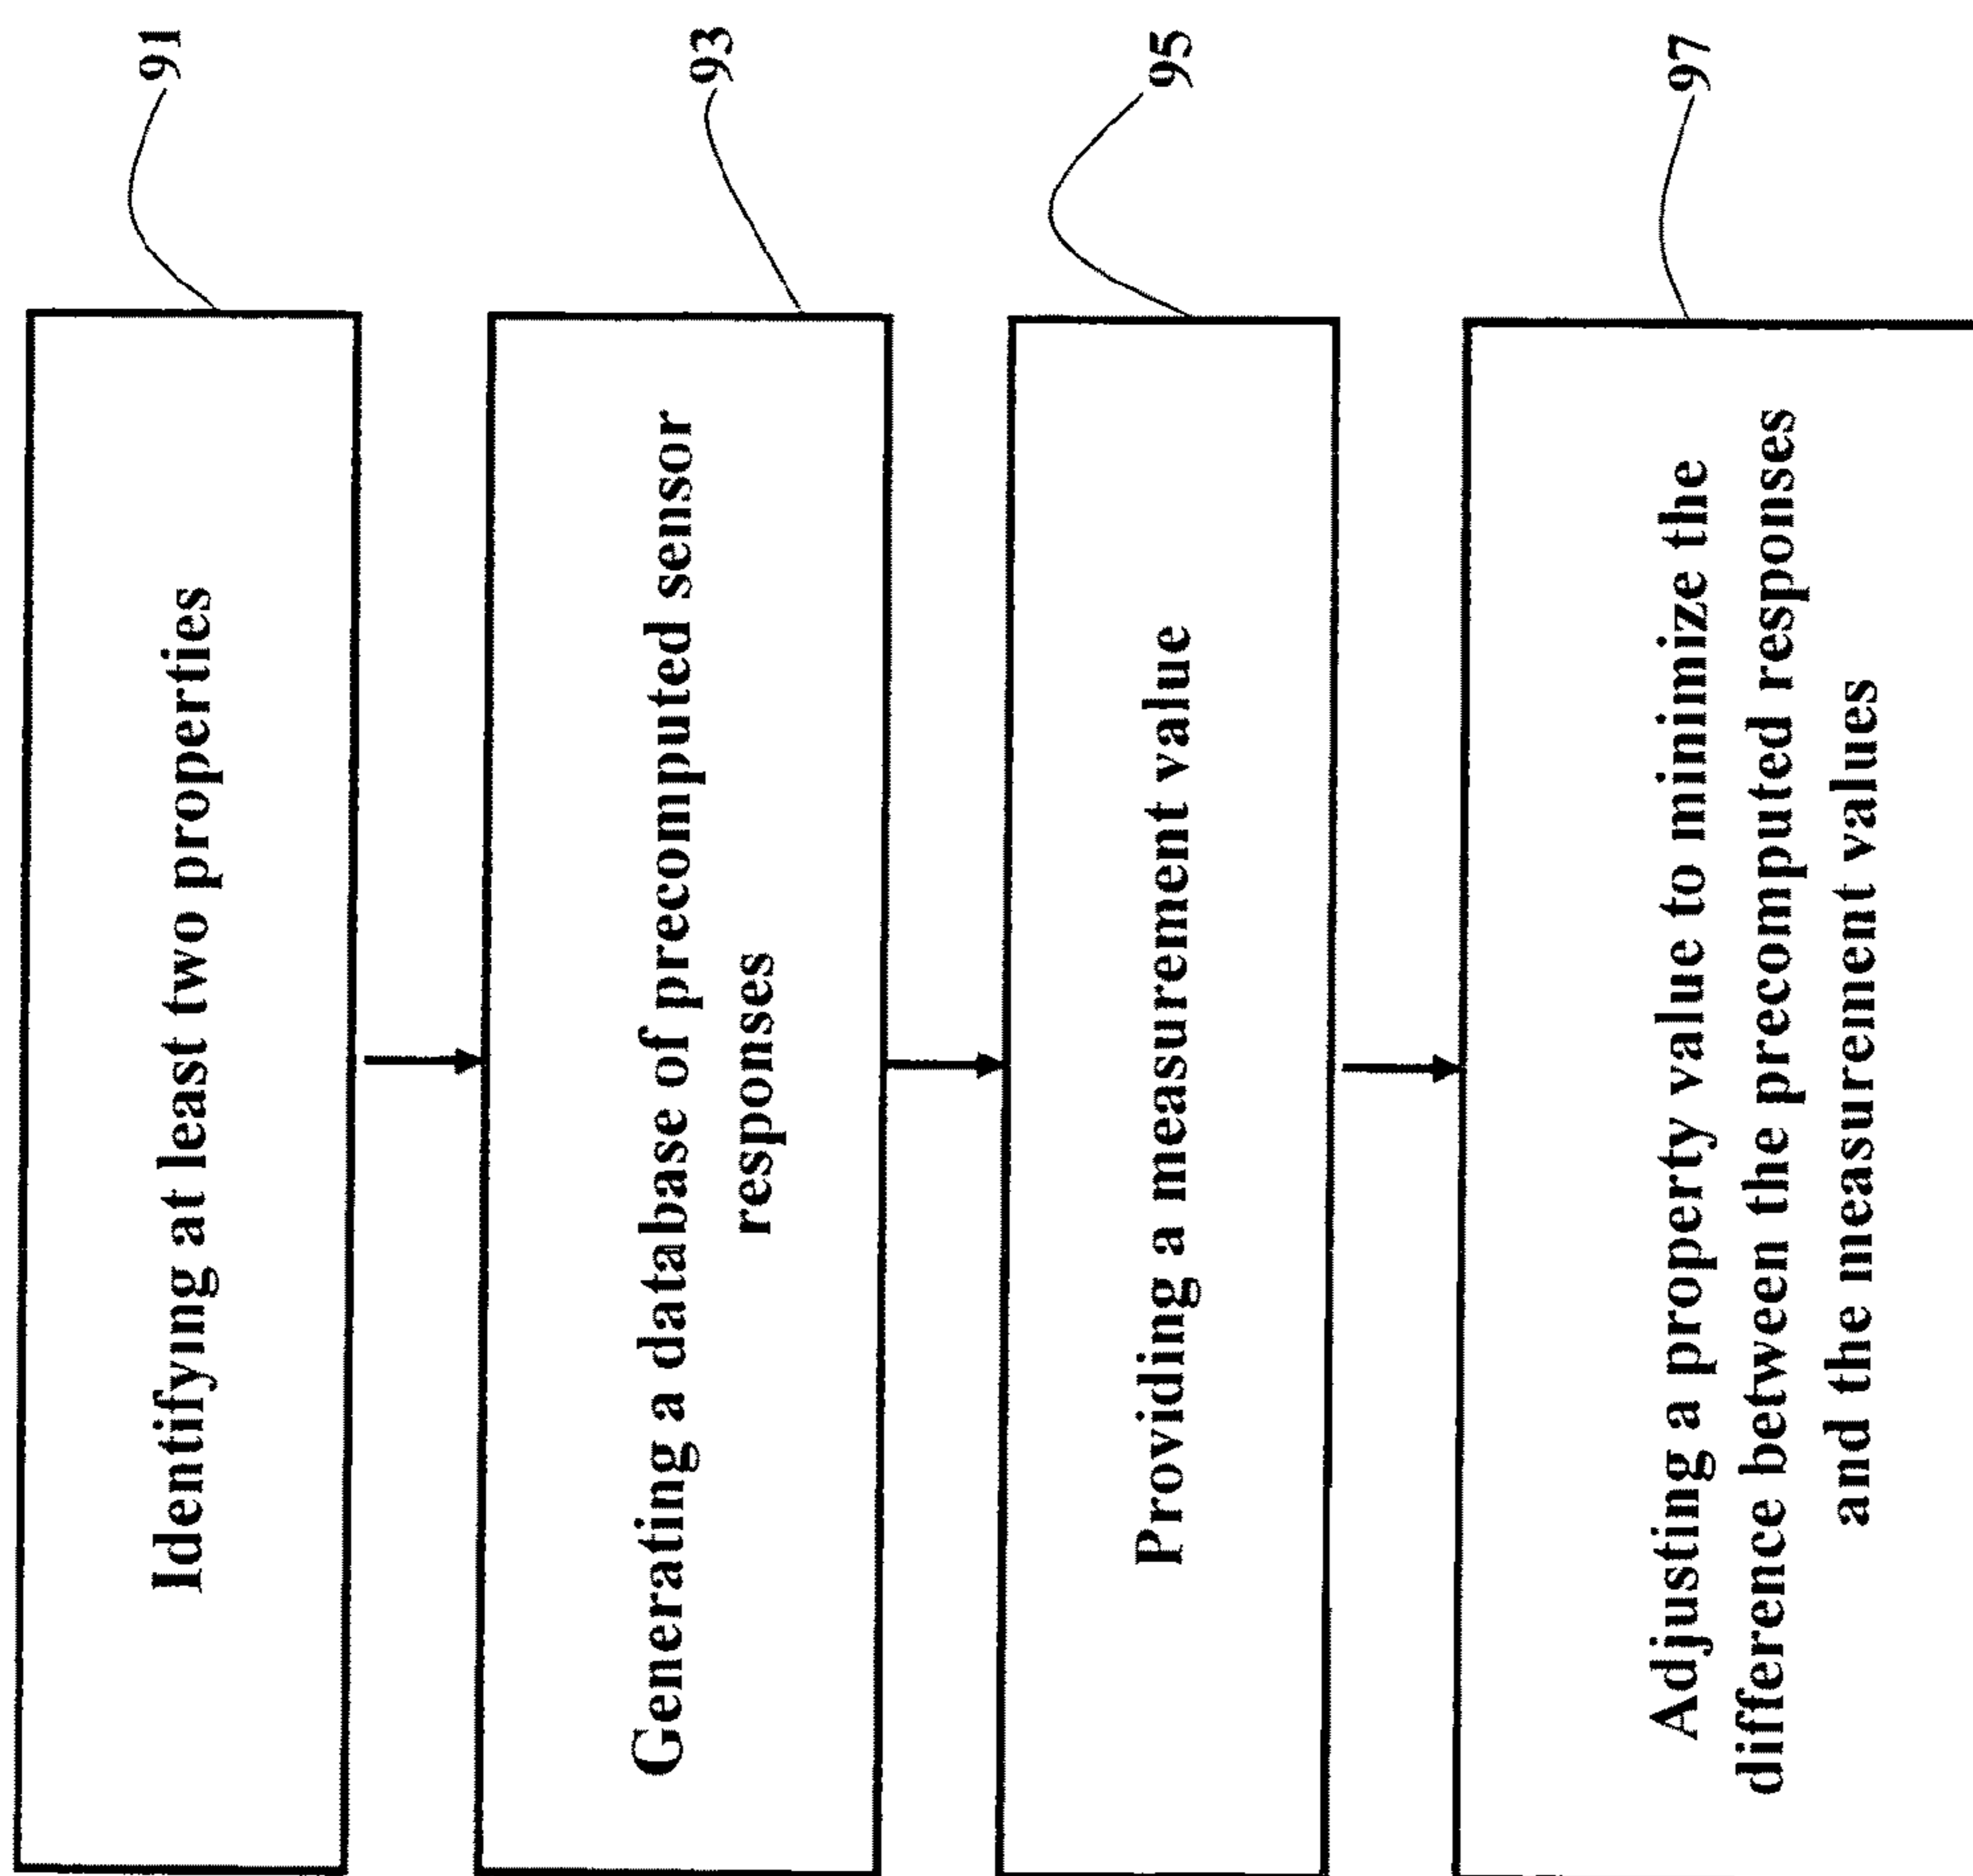 91
Identifying at least two properties
93
Generating a database of precomputed sensor
responses
95
Providing a measurement value
97
Adjusting a property value to minimize the
difference between the precomputed responses
and the measurement values